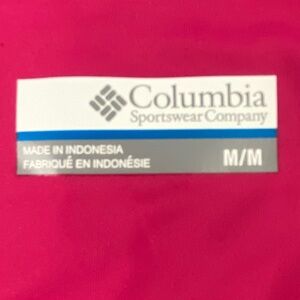 Columbia
Sportswear Company
MADE IN INDONESIA
FABRIQUÉ EN INDONÉSIE
M/M